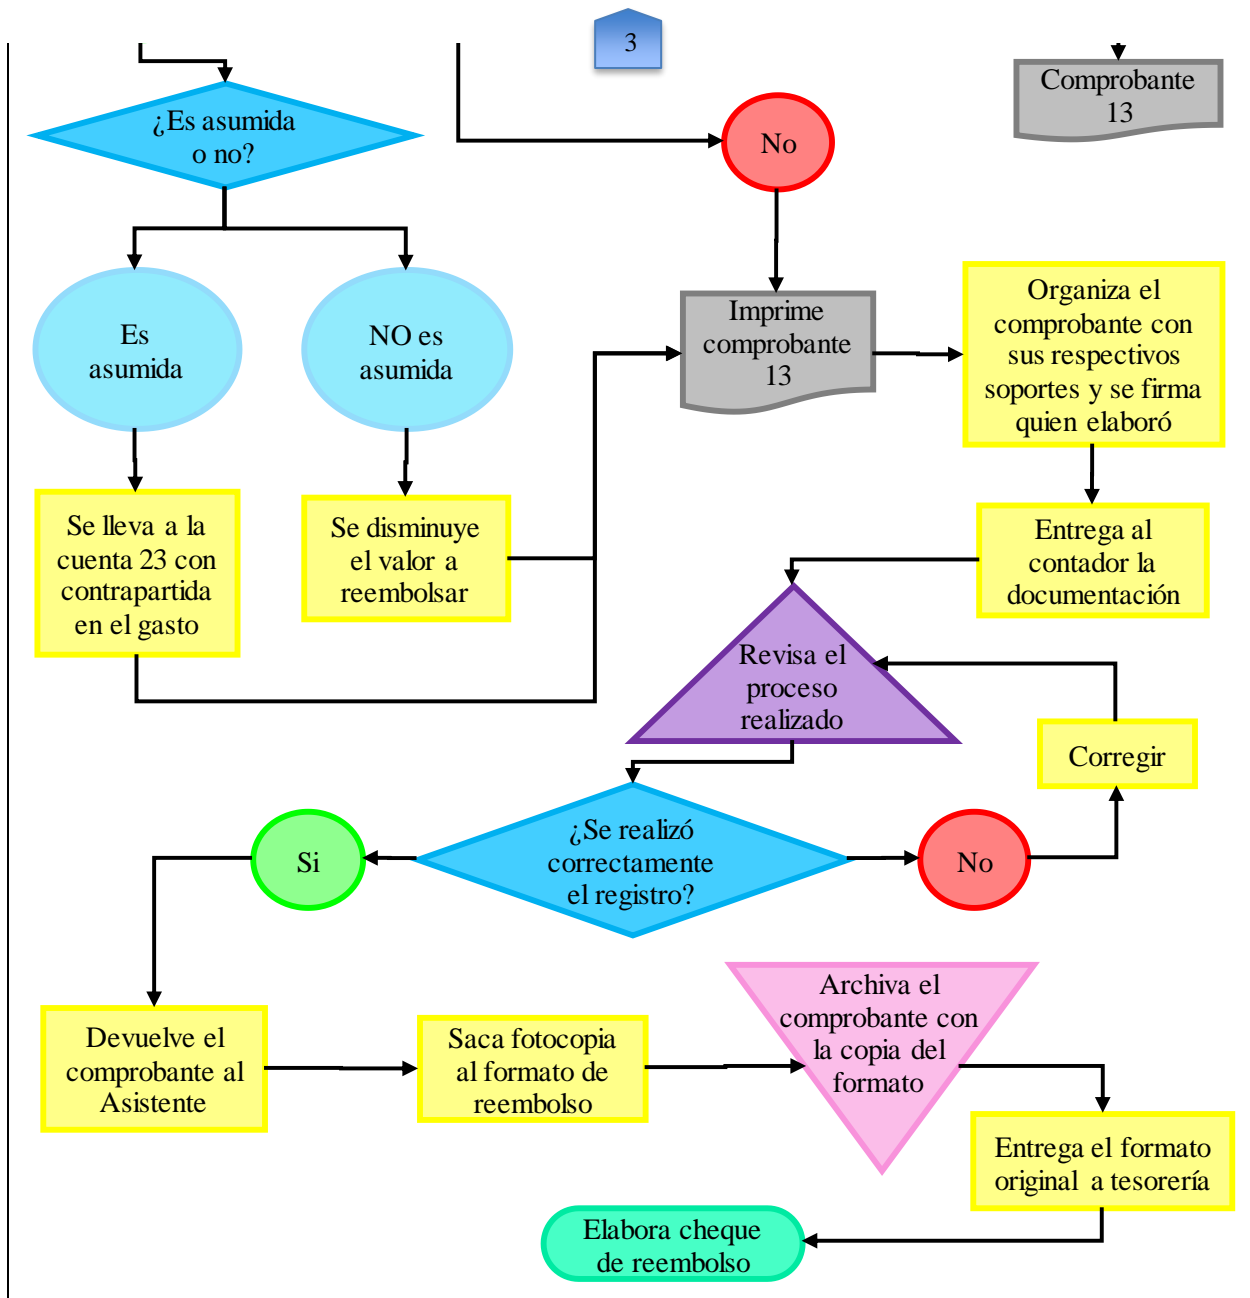 3
Comprobante
13
¿Es asumida
o no?
No
Es
asumida
NO es
asumida
Imprime
comprobante
13
Organiza el
comprobante con
sus respectivos
soportes y se firma
quien elaboró
Se lleva a la
cuenta 23 con
contrapartida
en el gasto
Se disminuye
el valor a
reembolsar
Entrega al
contador la
documentación
Revisa el
proceso
realizado
Corregir
¿Se realizó
correctamente
el registro?
Si
No
Devuelve el
comprobante al
Asistente
Saca fotocopia
al formato de
reembolso
Archiva el
comprobante con
la copia del
formato
Entrega el formato
original a tesorería
Elabora cheque
de reembolso